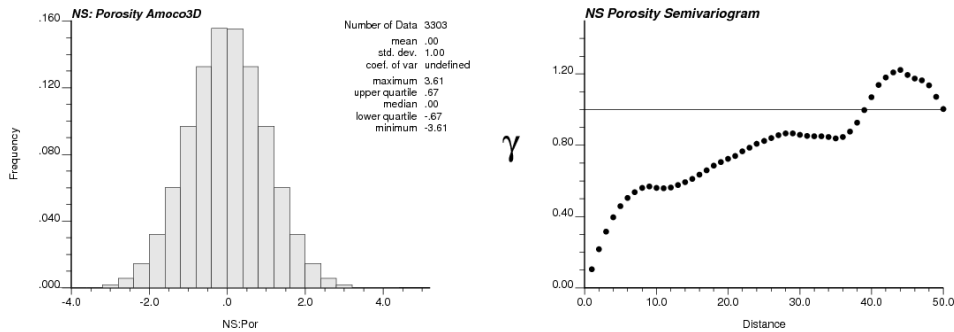 NS: Porosity Amoco3D
Number of Data 3303
mean .00
std. dev. 1.00
coef. of var undefined
maximum 3.61
upper quartile .67
median .00
lower quartile -.67
minimum -3.61
Frequency
.160
.120
.080
.040
.000
-4.0 -2.0 .0 2.0 4.0
NS:Por
NS Porosity Semivariogram
γ
1.20
0.80
0.40
0.00
0.0 10.0 20.0 30.0 40.0 50.0
Distance